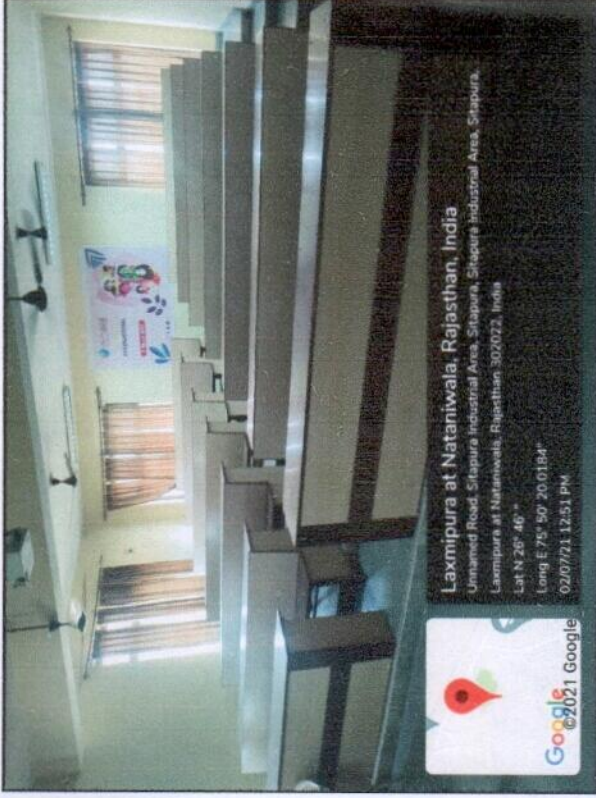 Laxmipura at Nataniwala, Rajasthan, India
Unnamed Road, Sitapura Industrial Area, Sitapura, Sitapura Industrial Area, Sitapura,
Laxmipura at Nataniwala, Rajasthan 302022, India
Lat N 26° 46' "
Long E 75° 50' 20.0184"
02/07/21 12:51 PM
Google
©2021 Google